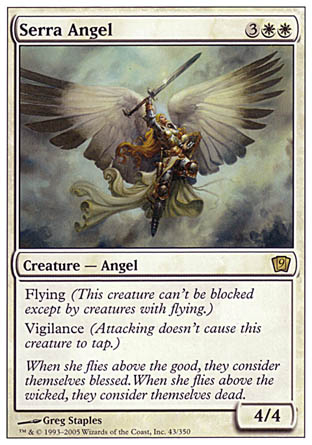 Serra Angel 3
Creature — Angel 9
Flying (This creature can't be blocked
except by creatures with flying.)
Vigilance (Attacking doesn't cause this
creature to tap.)
When she flies above the good, they consider
themselves blessed. When she flies above the
wicked, they consider themselves dead.
Greg Staples
™ & © 1993–2005 Wizards of the Coast, Inc. 43/350
4/4